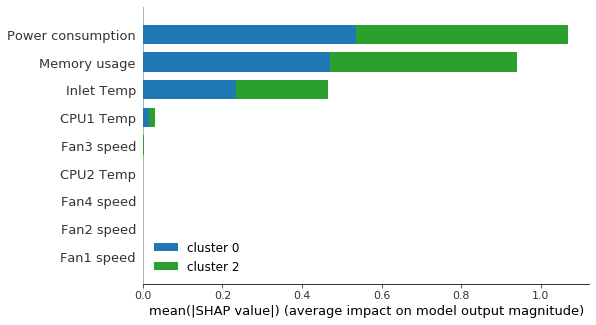 Power consumption
Memory usage
Inlet Temp
CPU1 Temp
Fan3 speed
CPU2 Temp
Fan4 speed
Fan2 speed
Fan1 speed
cluster 0
cluster 2
0.0 0.2 0.4 0.6 0.8 1.0
mean(|SHAP value|) (average impact on model output magnitude)